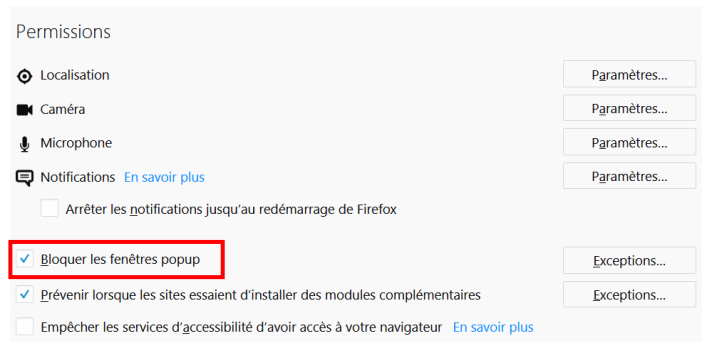 Permissions
Localisation Paramètres...
Caméra Paramètres...
Microphone Paramètres...
Notifications En savoir plus Paramètres...
Arrêter les notifications jusqu'au redémarrage de Firefox
Bloquer les fenêtres popup Exceptions...
Prévenir lorsque les sites essaient d'installer des modules complémentaires Exceptions...
Empêcher les services d'accessibilité d'avoir accès à votre navigateur En savoir plus